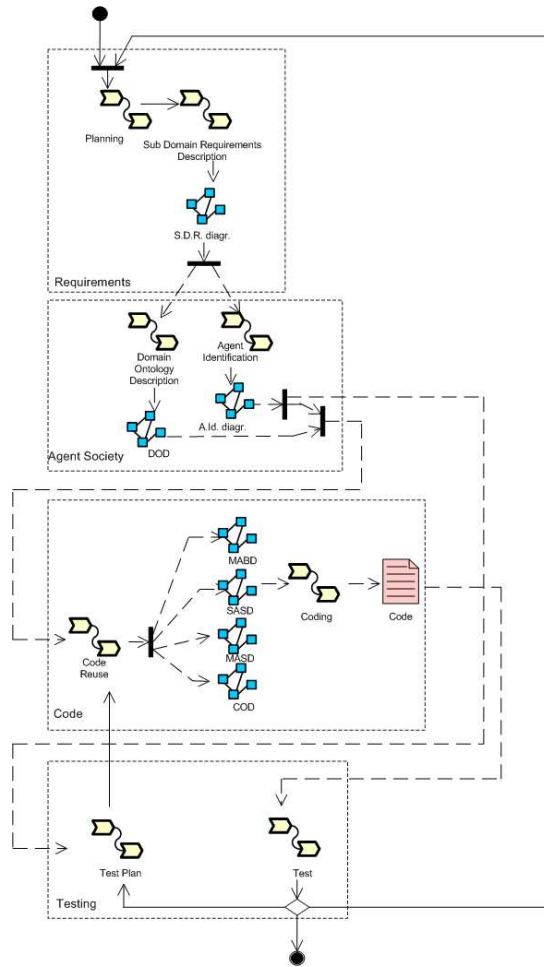 Planning
Sub Domain Requirements
Description
S.D.R. diagr.
Requirements
Domain
Ontology
Description
Agent
Identification
A.Id. diagr.
DOD
Agent Society
MABD
SASD
Coding
Code
MASD
Code
Reuse
COD
Code
Test Plan
Test
Testing